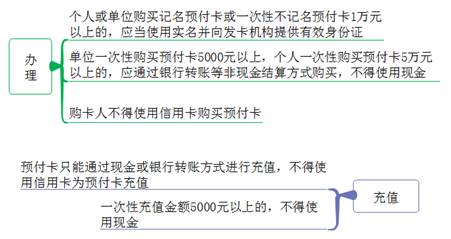 办
理
个人或单位购买记名预付卡或一次性不记名预付卡1万元
以上的，应当使用实名并向发卡机构提供有效身份证
单位一次性购买预付卡5000元以上，个人一次性购买预付卡5万元
以上的，应通过银行转账等非现金结算方式购买，不得使用现金
购卡人不得使用信用卡购买预付卡
预付卡只能通过现金或银行转账方式进行充值，不得使
用信用卡为预付卡充值
一次性充值金额5000元以上的，不得使
用现金
充值